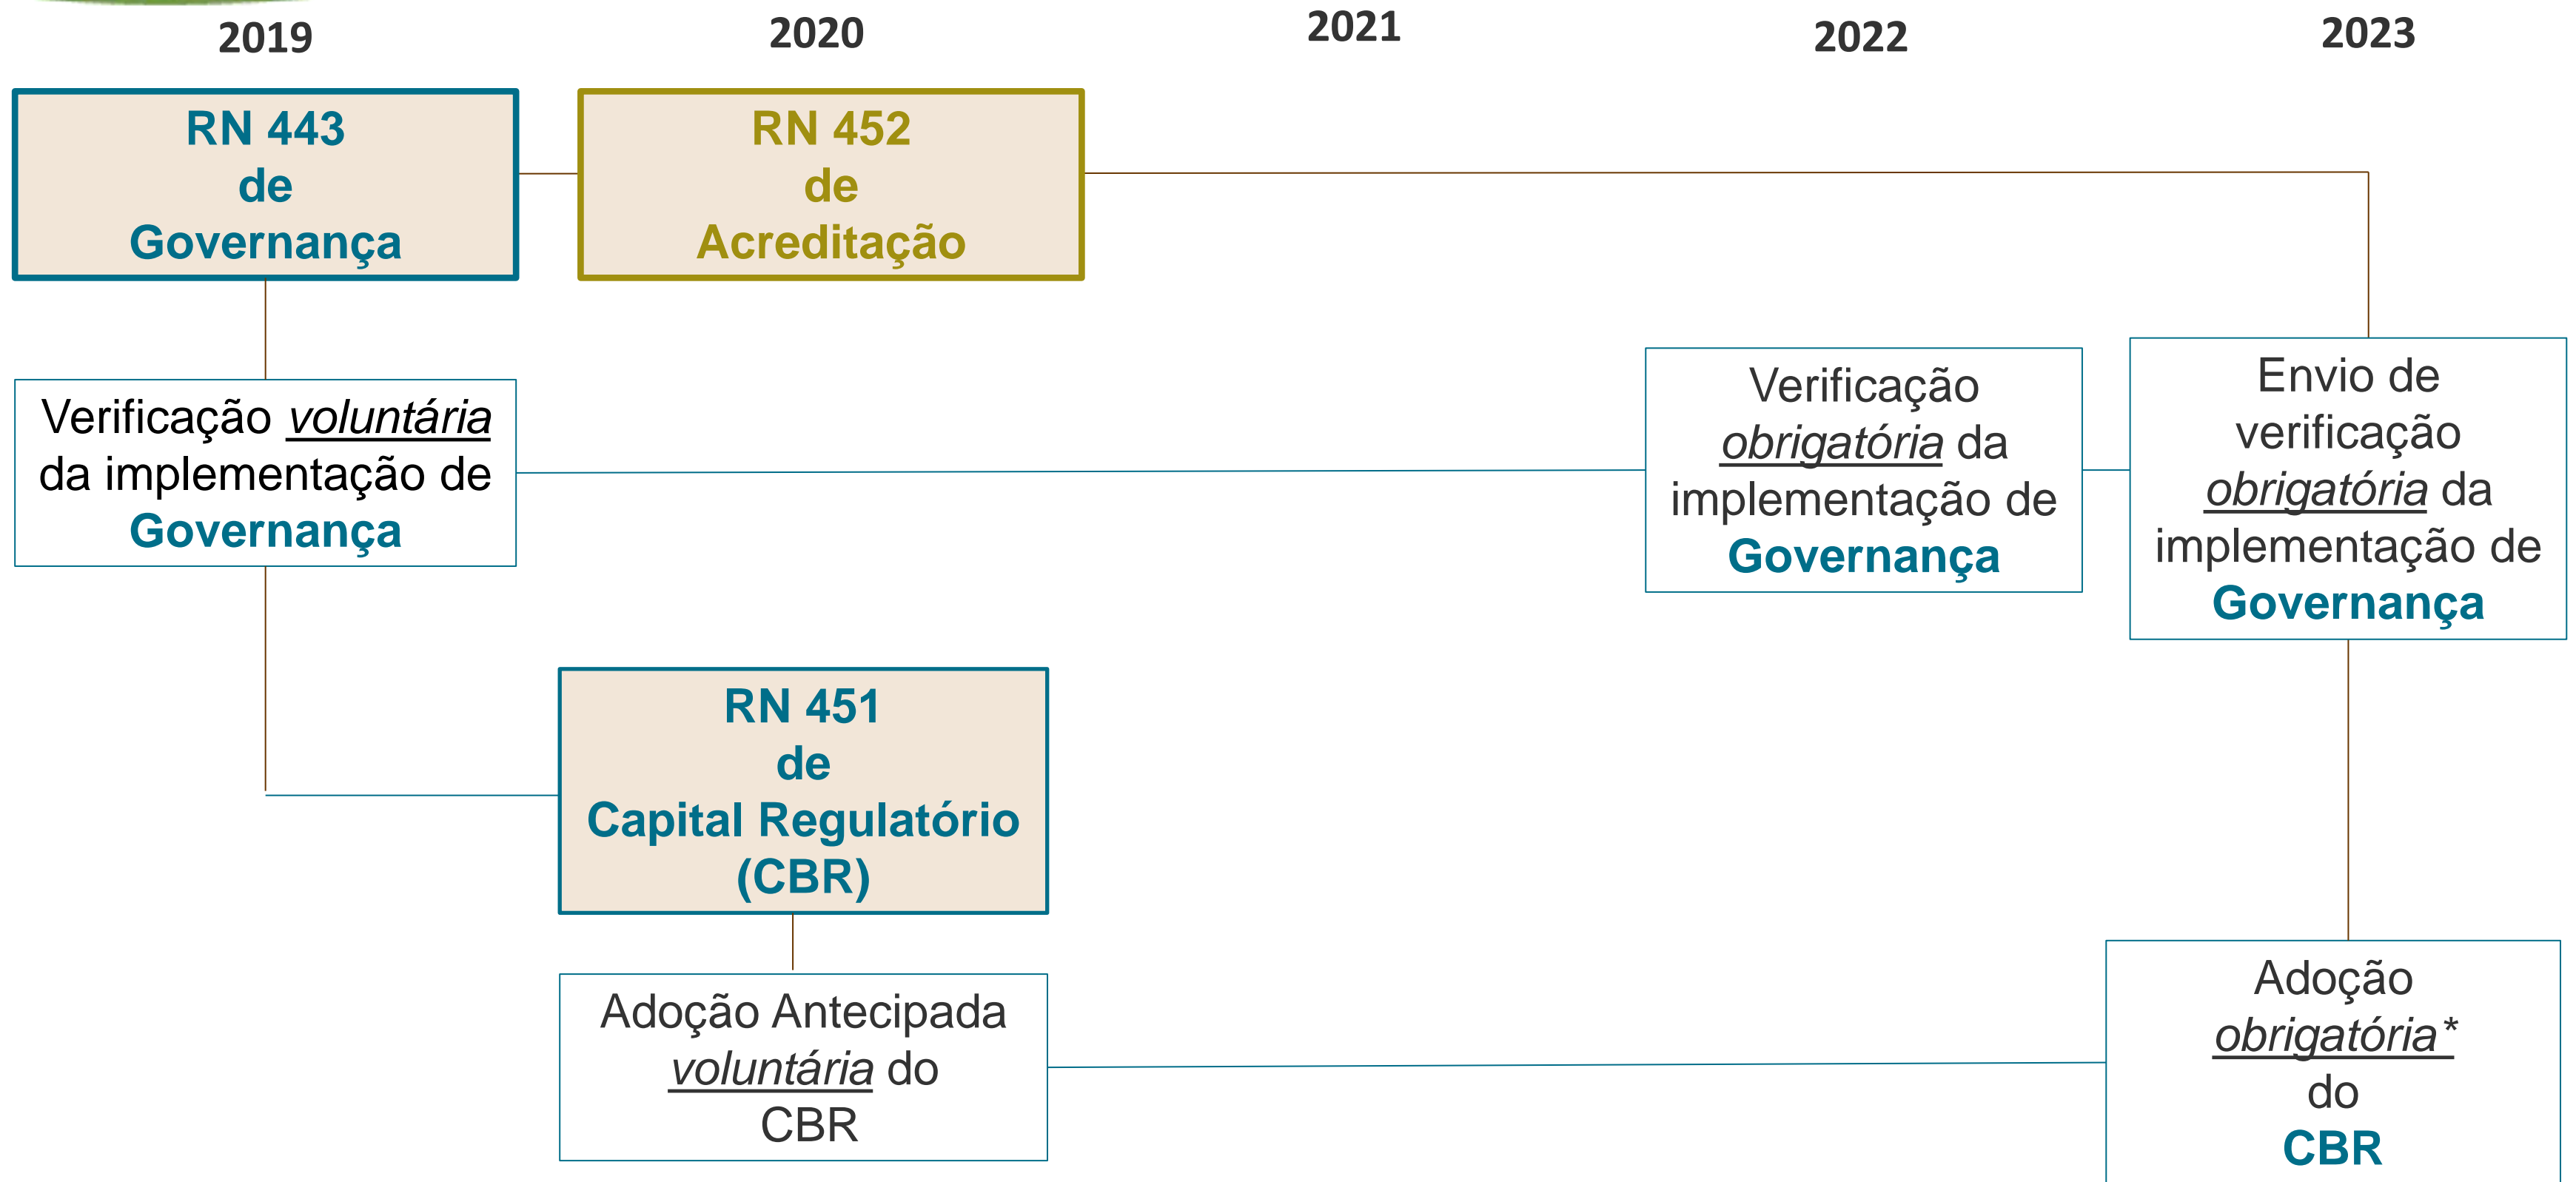 2019
2020
2021
2022
2023
RN 443
de
Governança
RN 452
de
Acreditação
Verificação voluntária
da implementação de
Governança
Verificação
obrigatória da
implementação de
Governança
Envio de
verificação
obrigatória da
implementação de
Governança
RN 451
de
Capital Regulatório
(CBR)
Adoção Antecipada
voluntária do
CBR
Adoção
obrigatória*
do
CBR